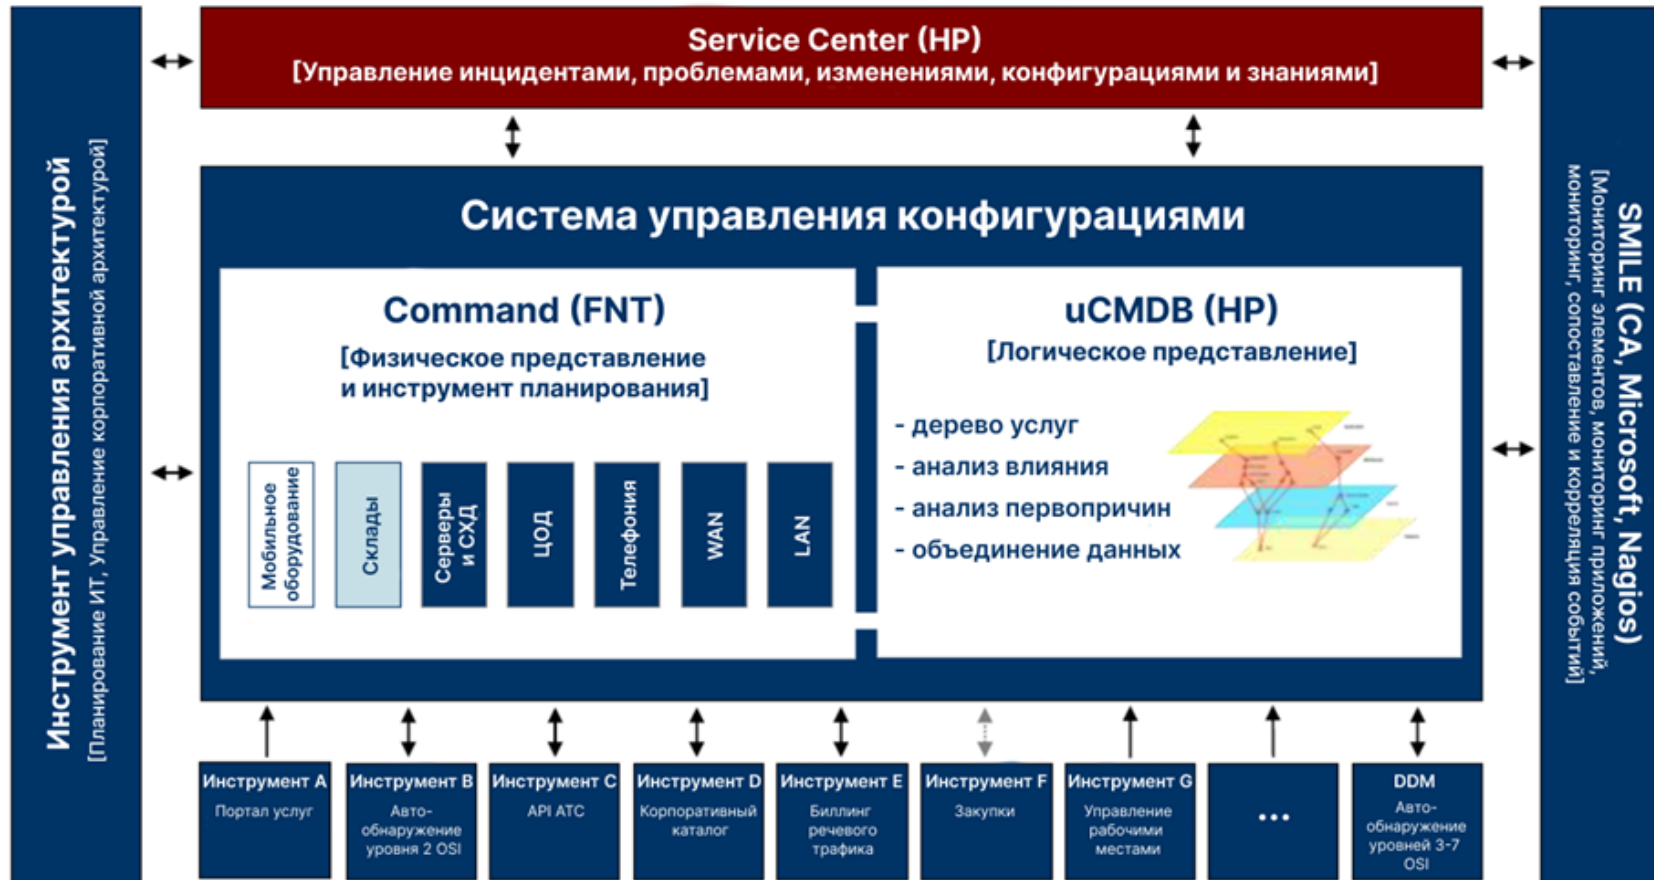 Service Center (HP)
[Управление инцидентами, проблемами, изменениями, конфигурациями и знаниями]
Инструмент управления архитектурой
[Планирование ИТ, Управление корпоративной архитектурой]
Система управления конфигурациями
Command (FNT)
[Физическое представление
и инструмент планирования]
Мобильное
оборудование
Склады
Серверы
и СХД
ЦОД
Телефония
WAN
LAN
uCMDB (HP)
[Логическое представление]
- дерево услуг
- анализ влияния
- анализ первопричин
- объединение данных
SMILE (CA, Microsoft, Nagios)
[Мониторинг элементов, мониторинг приложений,
мониторинг, сопоставление и корреляция событий]
Инструмент A
Портал услуг
Инструмент B
Авто-
обнаружение
уровня 2 OSI
Инструмент C
API АТС
Инструмент D
Корпоративный
каталог
Инструмент E
Биллинг
речевого
трафика
Инструмент F
Закупки
Инструмент G
Управление
рабочими
местами
...
DDM
Авто-
обнаружение
уровней 3-7
OSI